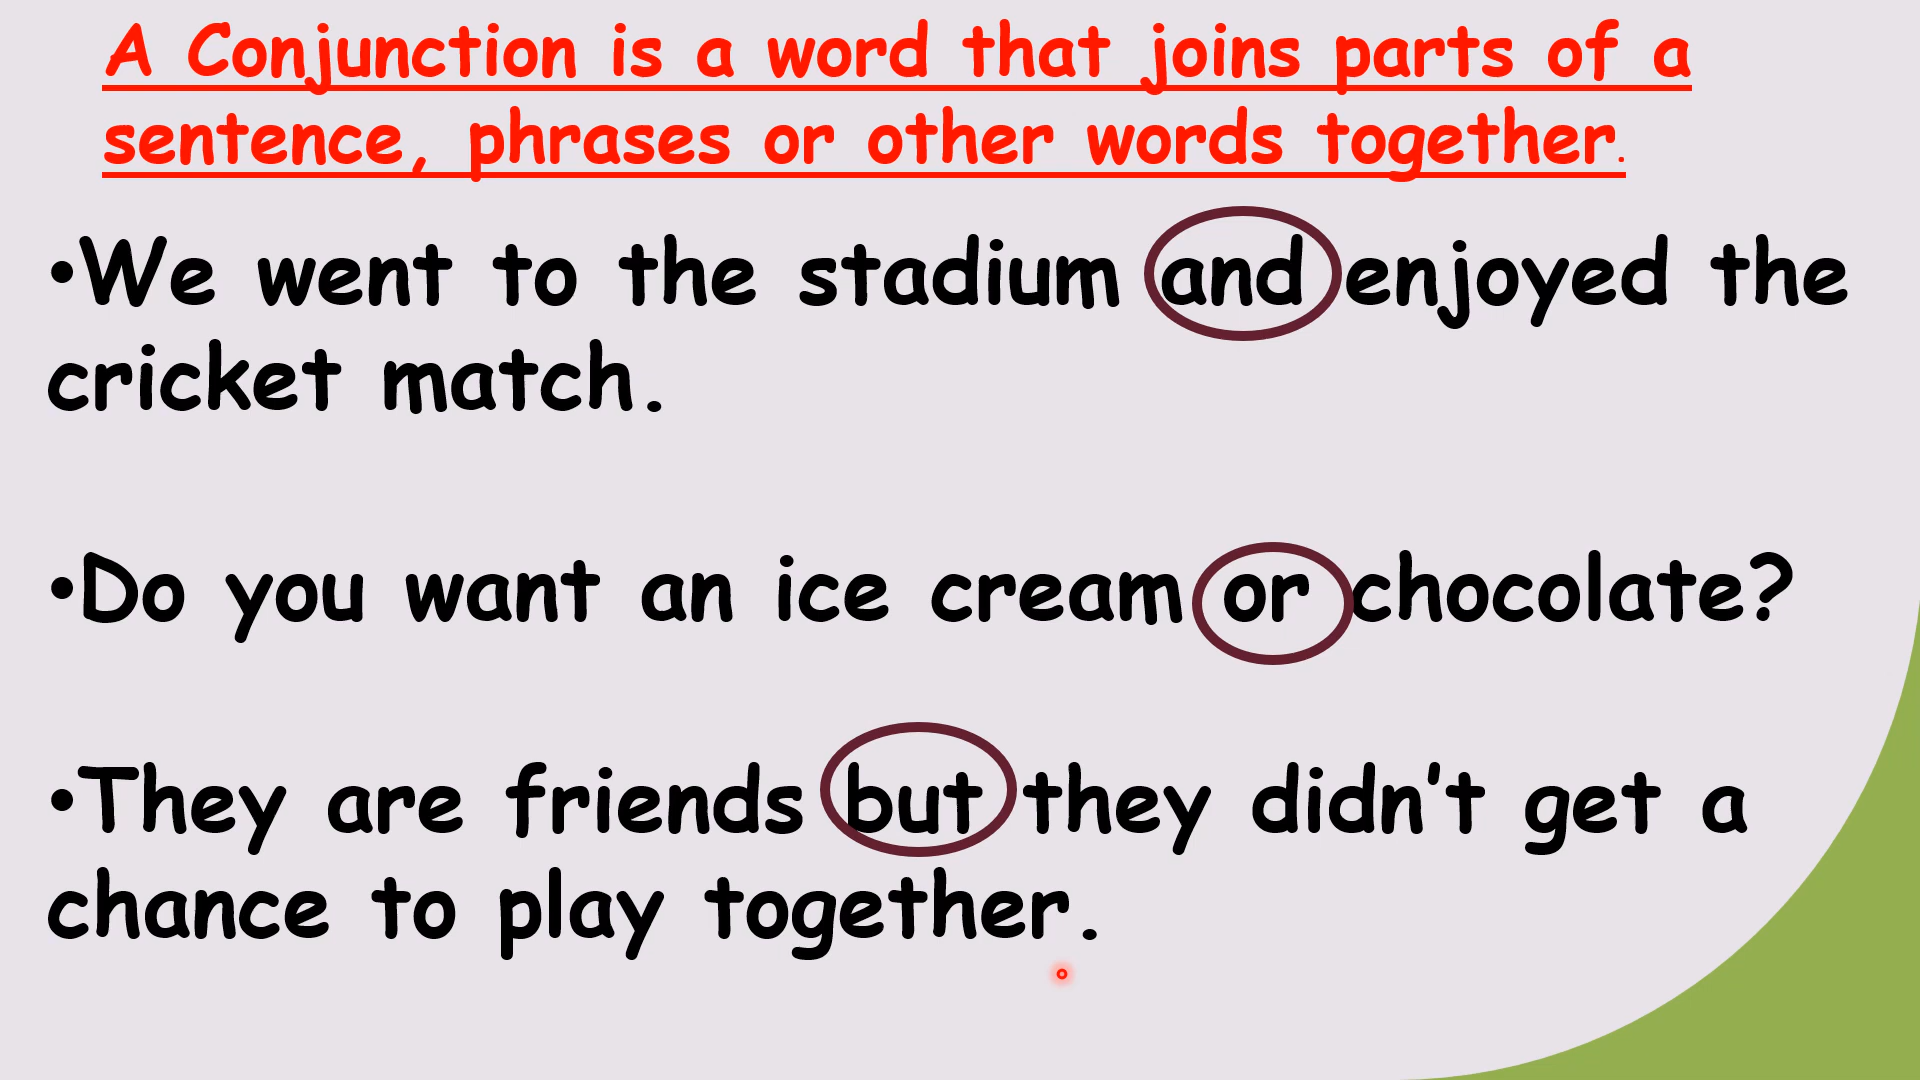 A Conjunction is a word that joins parts of a
sentence, phrases or other words together.
•We went to the stadium and enjoyed the
cricket match.
•Do you want an ice cream or chocolate?
•They are friends but they didn't get a
chance to play together.